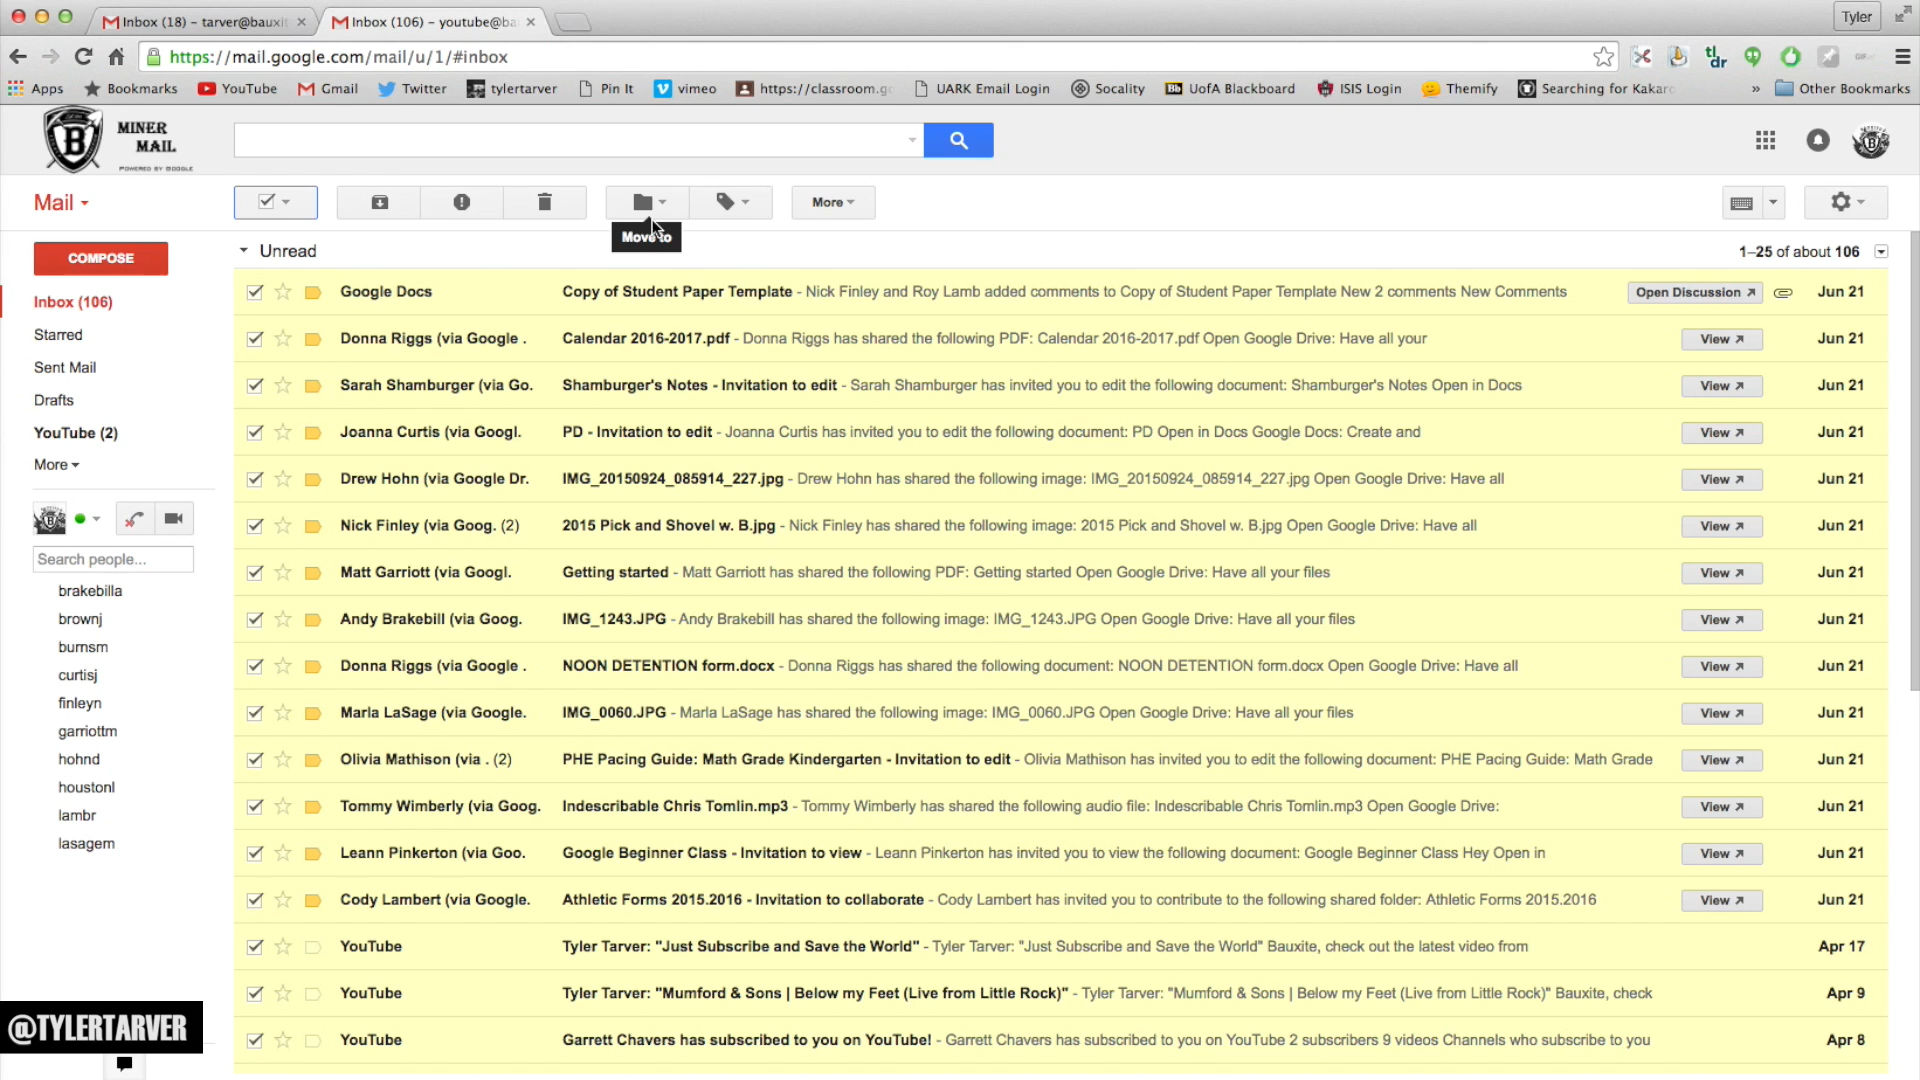 Inbox (18) - tarver@bauxit
Inbox (106) - youtube@ba
Tyler
https://mail.google.com/mail/u/1/#inbox
tl;dr
Apps
Bookmarks
YouTube
Gmail
Twitter
tylertarver
Pin It
vimeo
https://classroom.g
UARK Email Login
Socality
UofA Blackboard
ISIS Login
Themify
Searching for Kakar
»
Other Bookmarks
B
MINER
MAIL
POWERED BY GOOGLE
Mail
More
Move to
COMPOSE
Unread
1–25 of about 106
Inbox (106)
Starred
Sent Mail
Drafts
YouTube (2)
More
Search people...
brakebilla
brownj
burnsm
curtisj
finleyn
garriottm
hohnd
houstonl
lambr
lasagem
Google Docs Copy of Student Paper Template - Nick Finley and Roy Lamb added comments to Copy of Student Paper Template New 2 comments New Comments Open Discussion Jun 21
Donna Riggs (via Google . Calendar 2016-2017.pdf - Donna Riggs has shared the following PDF: Calendar 2016-2017.pdf Open Google Drive: Have all your View Jun 21
Sarah Shamburger (via Go. Shamburger's Notes - Invitation to edit - Sarah Shamburger has invited you to edit the following document: Shamburger's Notes Open in Docs View Jun 21
Joanna Curtis (via Googl. PD - Invitation to edit - Joanna Curtis has invited you to edit the following document: PD Open in Docs Google Docs: Create and View Jun 21
Drew Hohn (via Google Dr. IMG_20150924_085914_227.jpg - Drew Hohn has shared the following image: IMG_20150924_085914_227.jpg Open Google Drive: Have all View Jun 21
Nick Finley (via Goog. (2) 2015 Pick and Shovel w. B.jpg - Nick Finley has shared the following image: 2015 Pick and Shovel w. B.jpg Open Google Drive: Have all View Jun 21
Matt Garriott (via Googl. Getting started - Matt Garriott has shared the following PDF: Getting started Open Google Drive: Have all your files View Jun 21
Andy Brakebill (via Goog. IMG_1243.JPG - Andy Brakebill has shared the following image: IMG_1243.JPG Open Google Drive: Have all your files View Jun 21
Donna Riggs (via Google . NOON DETENTION form.docx - Donna Riggs has shared the following document: NOON DETENTION form.docx Open Google Drive: Have all View Jun 21
Marla LaSage (via Google. IMG_0060.JPG - Marla LaSage has shared the following image: IMG_0060.JPG Open Google Drive: Have all your files View Jun 21
Olivia Mathison (via . (2) PHE Pacing Guide: Math Grade Kindergarten - Invitation to edit - Olivia Mathison has invited you to edit the following document: PHE Pacing Guide: Math Grade View Jun 21
Tommy Wimberly (via Goog. Indescribable Chris Tomlin.mp3 - Tommy Wimberly has shared the following audio file: Indescribable Chris Tomlin.mp3 Open Google Drive: View Jun 21
Leann Pinkerton (via Goo. Google Beginner Class - Invitation to view - Leann Pinkerton has invited you to view the following document: Google Beginner Class Hey Open in View Jun 21
Cody Lambert (via Google. Athletic Forms 2015.2016 - Invitation to collaborate - Cody Lambert has invited you to contribute to the following shared folder: Athletic Forms 2015.2016 View Jun 21
YouTube Tyler Tarver: "Just Subscribe and Save the World" - Tyler Tarver: "Just Subscribe and Save the World" Bauxite, check out the latest video from Apr 17
YouTube Tyler Tarver: "Mumford & Sons | Below my Feet (Live from Little Rock)" - Tyler Tarver: "Mumford & Sons | Below my Feet (Live from Little Rock)" Bauxite, check Apr 9
YouTube Garrett Chavers has subscribed to you on YouTube! - Garrett Chavers has subscribed to you on YouTube 2 subscribers 9 videos Channels who subscribe to you Apr 8
@TYLERTARVER